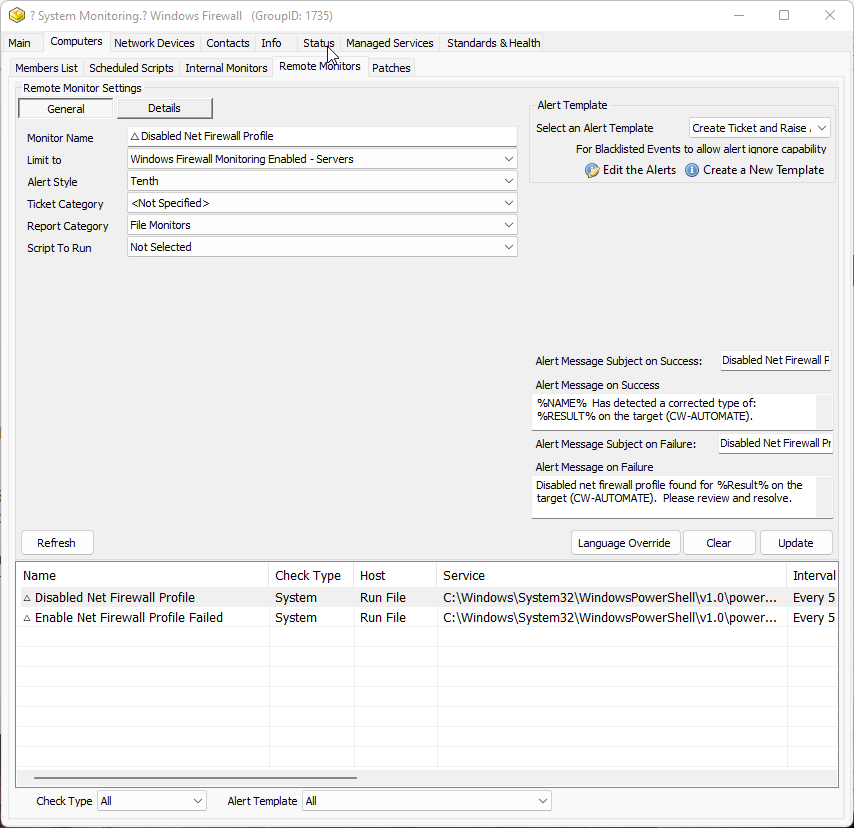 ? System Monitoring.? Windows Firewall (GroupID: 1735)
Main Computers Network Devices Contacts Info Status Managed Services Standards & Health
Members List Scheduled Scripts Internal Monitors Remote Monitors Patches
Remote Monitor Settings
General Details
Monitor Name △ Disabled Net Firewall Profile
Limit to Windows Firewall Monitoring Enabled - Servers
Alert Style Tenth
Ticket Category <Not Specified>
Report Category File Monitors
Script To Run Not Selected
Alert Template
Select an Alert Template Create Ticket and Raise
For Blacklisted Events to allow alert ignore capability
Edit the Alerts Create a New Template
Alert Message Subject on Success: Disabled Net Firewall P
Alert Message on Success
%NAME% Has detected a corrected type of:
%RESULT% on the target (CW-AUTOMATE).
Alert Message Subject on Failure: Disabled Net Firewall Pr
Alert Message on Failure
Disabled net firewall profile found for %Result% on the
target (CW-AUTOMATE). Please review and resolve.
Refresh Language Override Clear Update
Name Check Type Host Service Interval
△ Disabled Net Firewall Profile System Run File C:\Windows\System32\WindowsPowerShell\v1.0\power... Every 5
△ Enable Net Firewall Profile Failed System Run File C:\Windows\System32\WindowsPowerShell\v1.0\power... Every 5
Check Type All Alert Template All